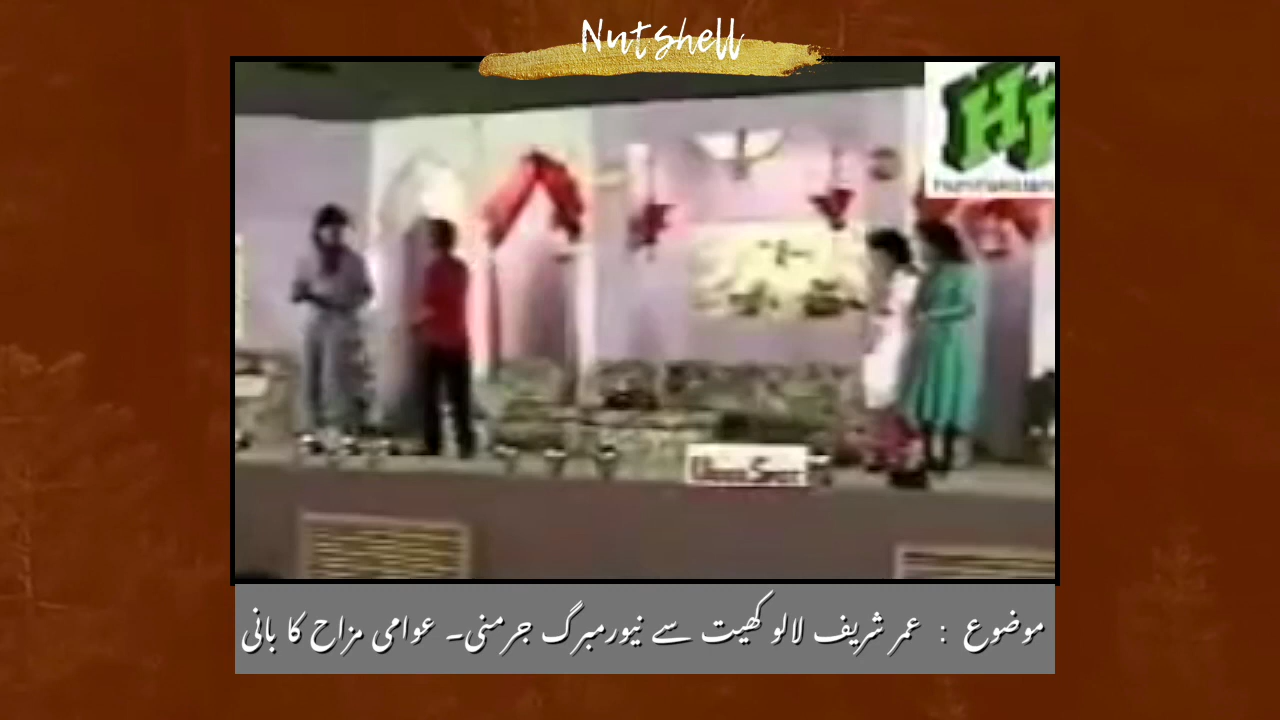 Nutshell
موضوع : عمر شریف لالو کھیت سے نیورمبرگ جرمنی۔ عوامی مزاح کا بانی